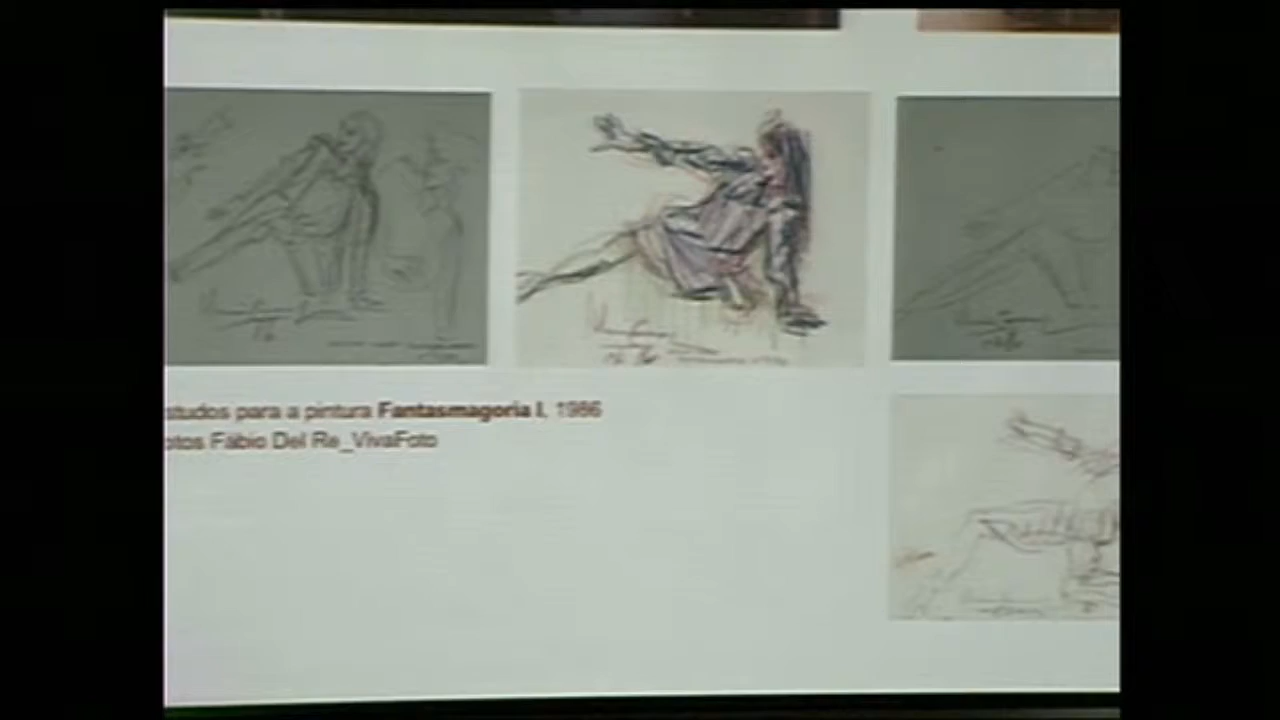 studos para a pintura Fantasmagoria I. 1986
otos Fábio Del Re_VivaFoto